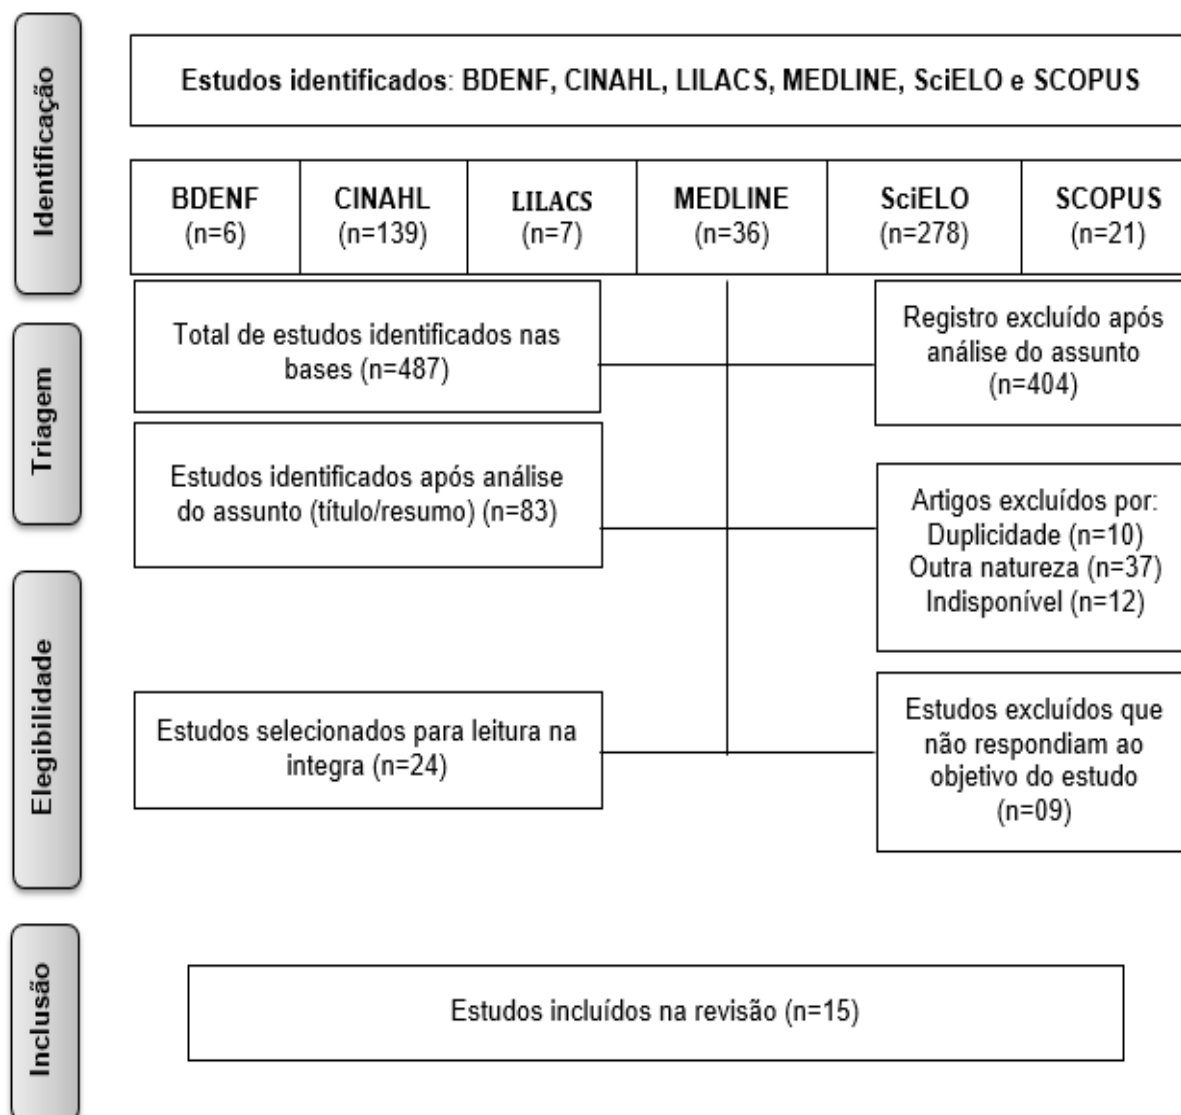 Identificação
Estudos identificados: BDENF, CINAHL, LILACS, MEDLINE, SciELO e SCOPUS
BDENF
(n=6)
CINAHL
(n=139)
LILACS
(n=7)
MEDLINE
(n=36)
SciELO
(n=278)
SCOPUS
(n=21)
Triagem
Total de estudos identificados nas
bases (n=487)
Registro excluído após
análise do assunto
(n=404)
Estudos identificados após análise
do assunto (título/resumo) (n=83)
Artigos excluídos por:
Duplicidade (n=10)
Outra natureza (n=37)
Indisponível (n=12)
Elegibilidade
Estudos selecionados para leitura na
integra (n=24)
Estudos excluídos que
não respondiam ao
objetivo do estudo
(n=09)
Inclusão
Estudos incluídos na revisão (n=15)